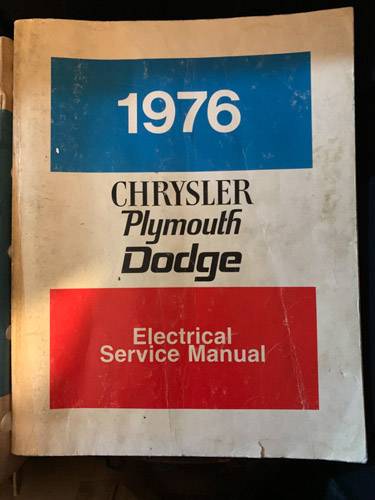 1976
CHRYSLER
Plymouth
Dodge
Electrical
Service Manual